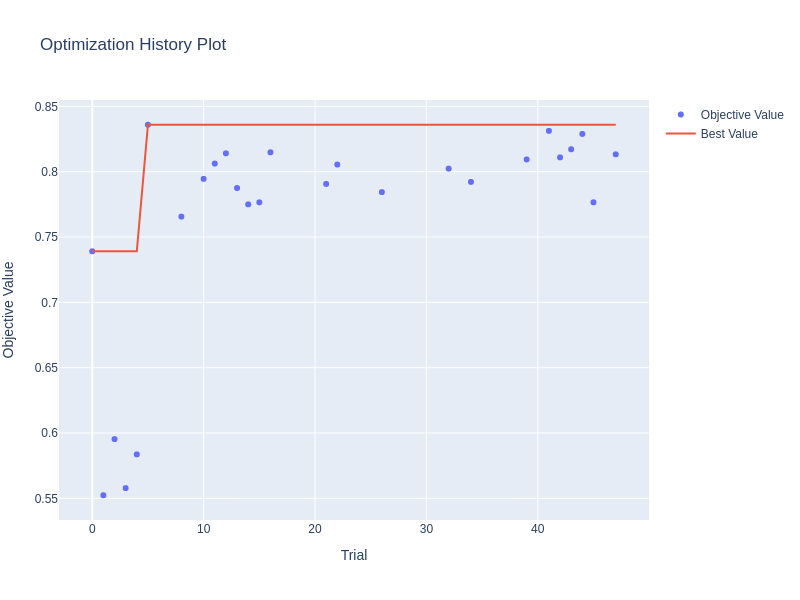 Optimization History Plot
0.85
0.8
0.75
0.7
0.65
0.6
0.55
Objective Value
0
10
20
30
40
Trial
Objective Value
Best Value